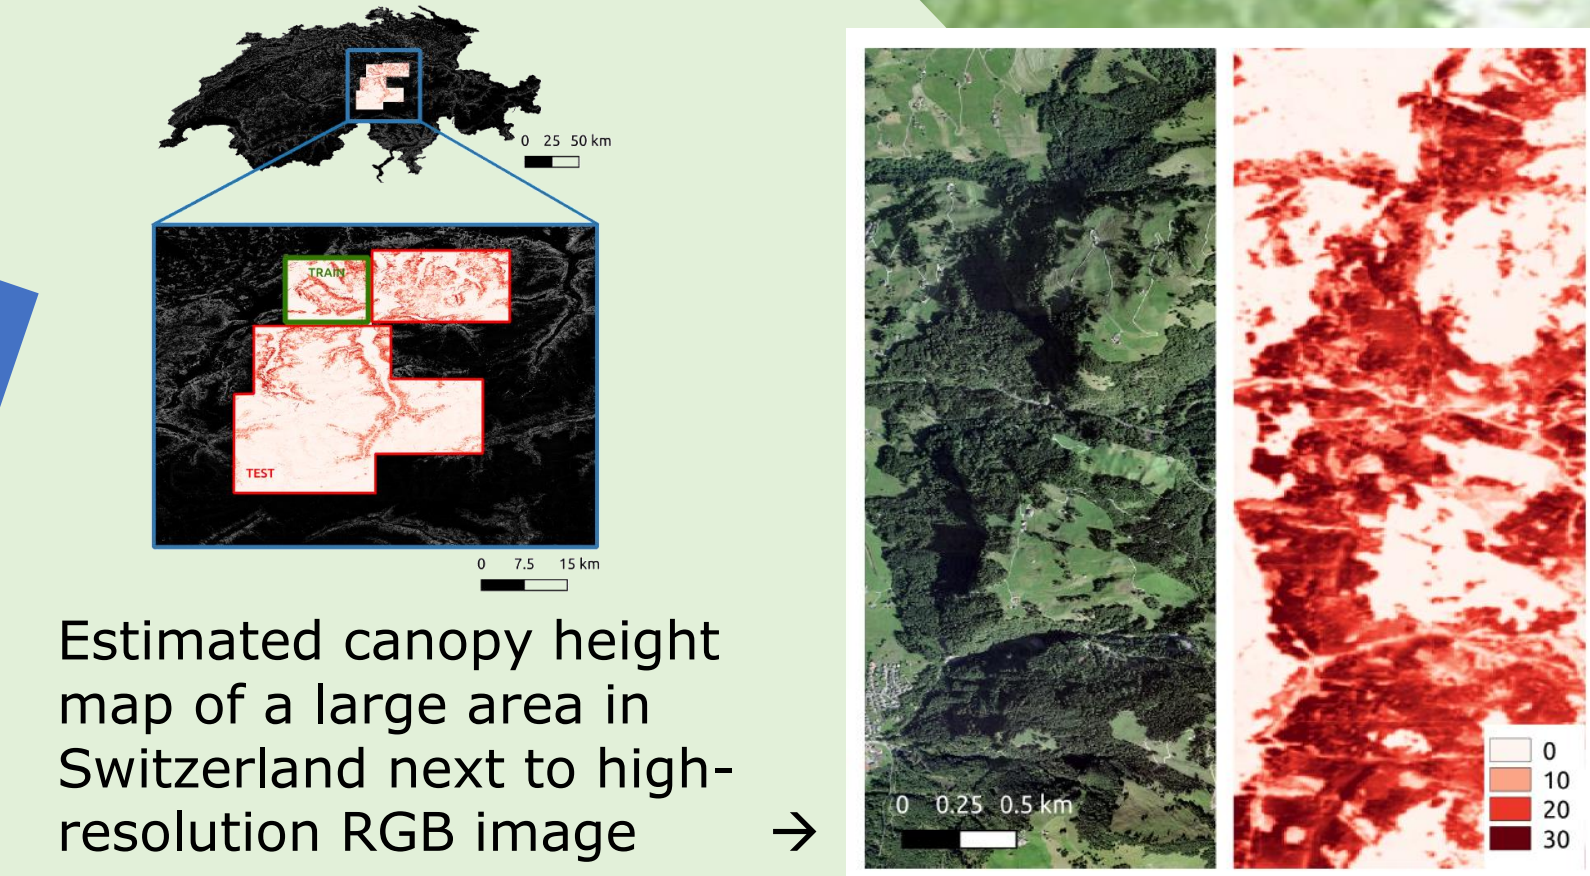 0 25 50 km
TRAIN
TEST
0 7.5 15 km
Estimated canopy height
map of a large area in
Switzerland next to high-
resolution RGB image →
0 0.25 0.5 km
0
10
20
30